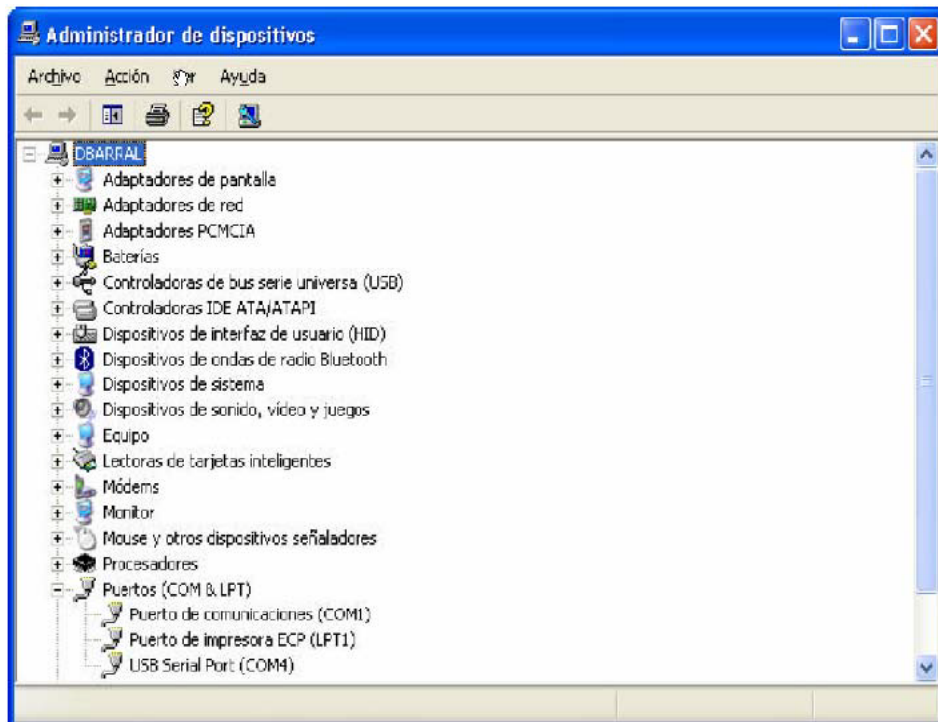 Administrador de dispositivos
Archivo Acción Ayuda
DBARRAL
Adaptadores de pantalla
Adaptadores de red
Adaptadores PCMCIA
Baterías
Controladoras de bus serie universa (USB)
Controladoras IDE ATA/ATAPI
Dispositivos de interfaz de usuario (HID)
Dispositivos de ondas de radio Bluetooth
Dispositivos de sistema
Dispositivos de sonido, vídeo y juegos
Equipo
Lectoras de tarjetas inteligentes
Módems
Monitor
Mouse y otros dispositivos señaladores
Procesadores
Puertos (COM & LPT)
Puerto de comunicaciones (COM1)
Puerto de impresora ECP (LPT1)
USB Serial Port (COM4)